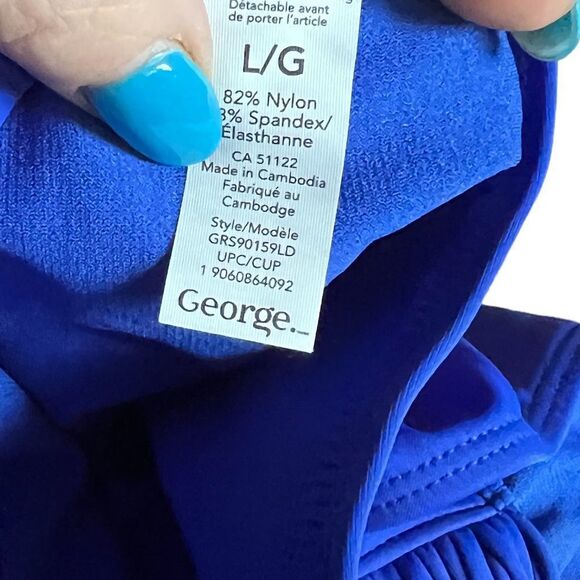 Détachable avant
de porter l'article
L/G
82% Nylon
8% Spandex/
Élasthanne
CA 51122
Made in Cambodia
Fabriqué au
Cambodge
Style/Modèle
GRS90159LD
UPC/CUP
1 9060864092
George.